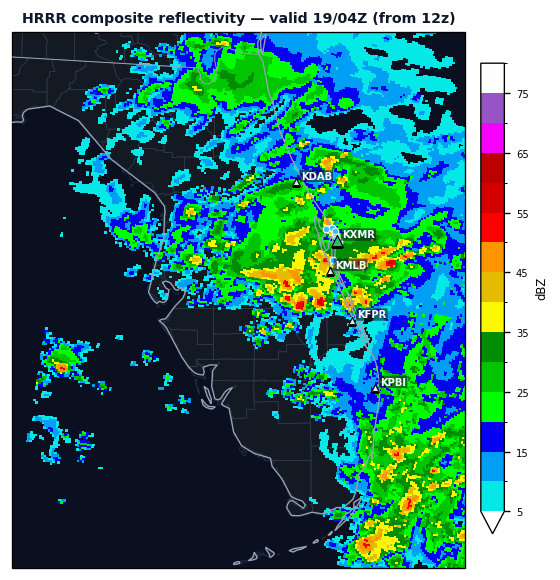 HRRR composite reflectivity — valid 19/04Z (from 12z)
KDAB
KXMR
KMLB
KFPR
KPBI
75
65
55
45
35
25
15
5
dBZ